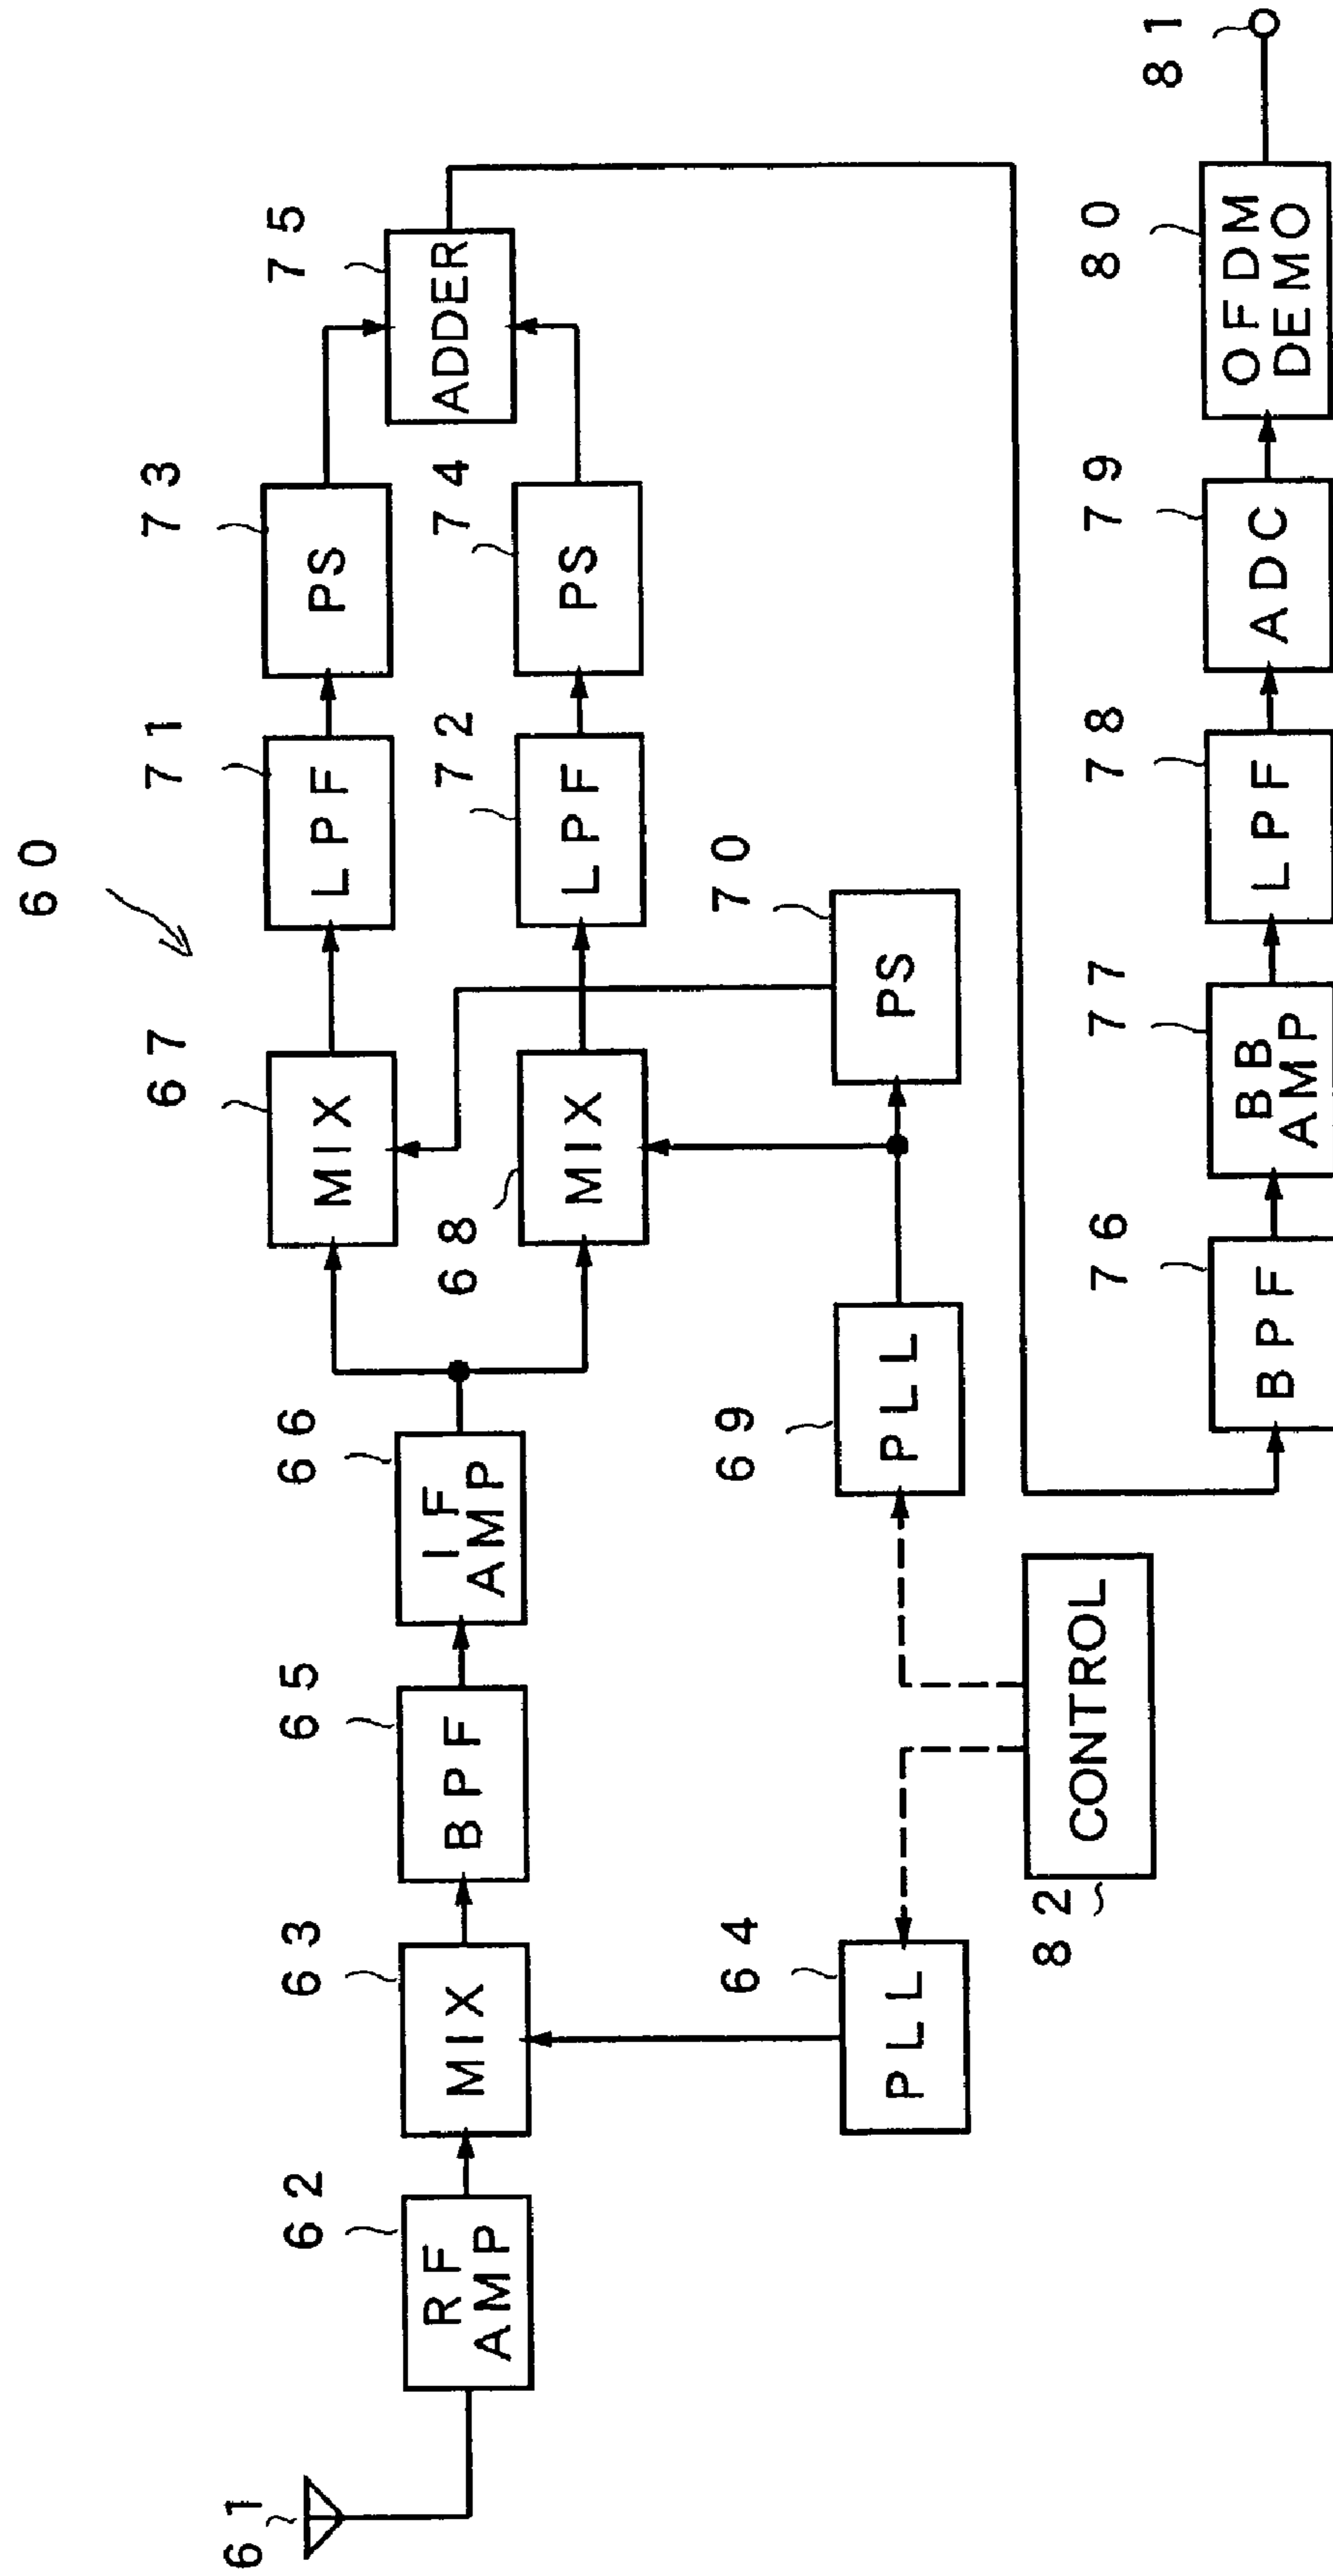 60
61
62
RF
AMP
63
MIX
65
BPF
66
IF
AMP
67
MIX
71
LPF
73
PS
75
ADDER
68
MIX
72
LPF
74
PS
64
PLL
69
PLL
70
PS
82
CONTROL
76
BPF
77
BB
AMP
78
LPF
79
ADC
80
OFDM
DEMO
81